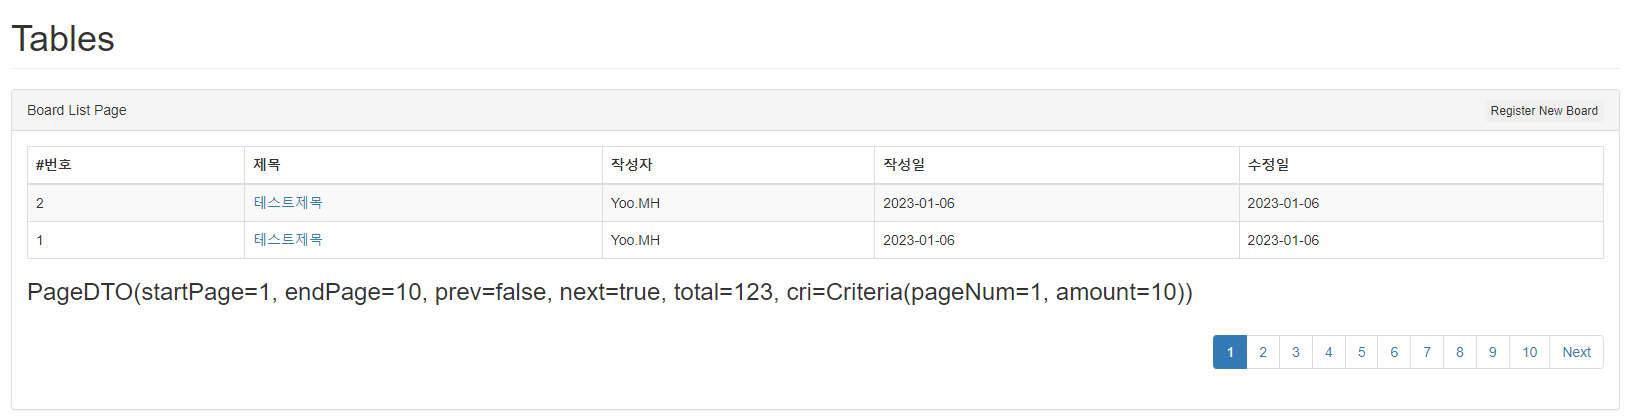 Tables
Board List Page Register New Board
#번호 제목 작성자 작성일 수정일
2 테스트제목 Yoo.MH 2023-01-06 2023-01-06
1 테스트제목 Yoo.MH 2023-01-06 2023-01-06
PageDTO(startPage=1, endPage=10, prev=false, next=true, total=123, cri=Criteria(pageNum=1, amount=10))
1 2 3 4 5 6 7 8 9 10 Next